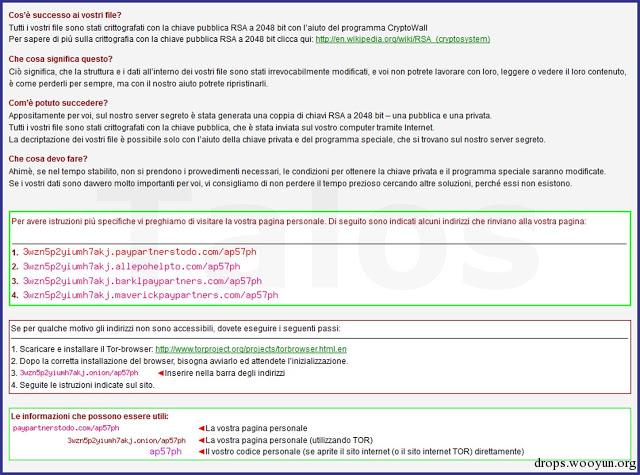 Cos'è successo ai vostri file?
Tutti i vostri file sono stati crittografati con la chiave pubblica RSA a 2048 bit con l'aiuto del programma CryptoWall
Per sapere di più sulla crittografia con la chiave pubblica RSA a 2048 bit clicca qui: http://en.wikipedia.org/wiki/RSA_(cryptosystem)
Che cosa significa questo?
Ciò significa, che la struttura e i dati all'interno dei vostri file sono stati irrevocabilmente modificati, e voi non potrete lavorare con loro, leggere o vedere il loro contenuto,
è come perderli per sempre, ma con il nostro aiuto potete ripristinarli.
Com'è potuto succedere?
Appositamente per voi, sul nostro server segreto è stata generata una coppia di chiavi RSA a 2048 bit – una pubblica e una privata.
Tutti i vostri file sono stati crittografati con la chiave pubblica, che è stata inviata sul vostro computer tramite Internet.
La decriptazione dei vostri file è possibile solo con l'aiuto della chiave privata e del programma speciale, che si trovano sul nostro server segreto.
Che cosa devo fare?
Ahimè, se nel tempo stabilito, non si prendono i provvedimenti necessari, le condizioni per ottenere la chiave privata e il programma speciale saranno modificate.
Se i vostri dati sono davvero molto importanti per voi, vi consigliamo di non perdere il tempo prezioso cercando altre soluzioni, perché essi non esistono.
Talos
Per avere istruzioni più specifiche vi preghiamo di visitare la vostra pagina personale. Di seguito sono indicati alcuni indirizzi che rinviano alla vostra pagina:
1. 3wzn5p2yiumh7akj.paypartnerstodo.com/ap57ph
2. 3wzn5p2yiumh7akj.allepohelpto.com/ap57ph
3. 3wzn5p2yiumh7akj.barklpaypartners.com/ap57ph
4. 3wzn5p2yiumh7akj.maverickpaypartners.com/ap57ph
Se per qualche motivo gli indirizzi non sono accessibili, dovete eseguire i seguenti passi:
1. Scaricare e installare il Tor-browser: http://www.torproject.org/projects/torbrowser.html.en
2. Dopo la corretta installazione del browser, bisogna avviarlo ed attendete l'inizializzazione.
3. 3wzn5p2yiumh7akj.onion/ap57ph ◄Inserire nella barra degli indirizzi
4. Seguite le istruzioni indicate sul sito.
Le informazioni che possono essere utili:
paypartnerstodo.com/ap57ph ◄La vostra pagina personale
3wzn5p2yiumh7akj.onion/ap57ph ◄La vostra pagina personale (utilizzando TOR)
ap57ph ◄Il vostro codice personale (se aprite il sito internet (o il sito internet TOR) direttamente)
drops.wooyun.org